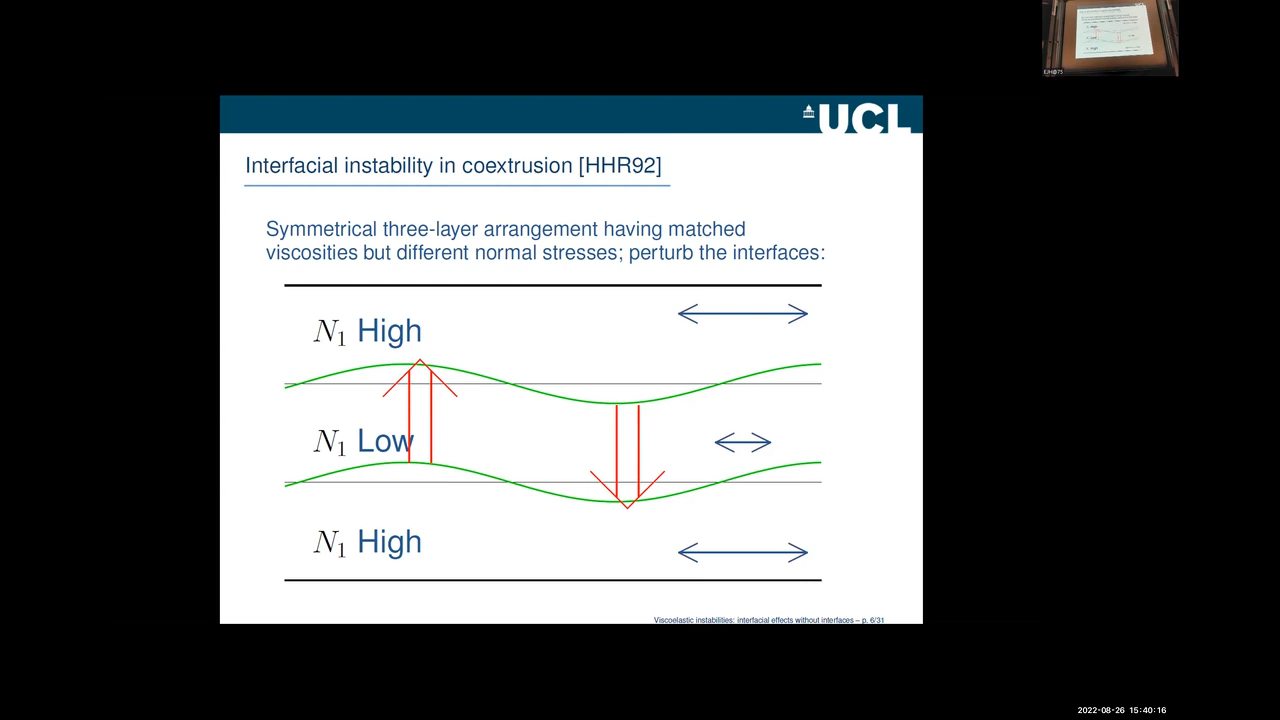 UCL
Interfacial instability in coextrusion [HHR92]
Symmetrical three-layer arrangement having matched
viscosities but different normal stresses; perturb the interfaces:
N₁ High
N₁ Low
N₁ High
Viscoelastic instabilities: interfacial effects without interfaces – p. 6/31
2022-08-26 15:40:16